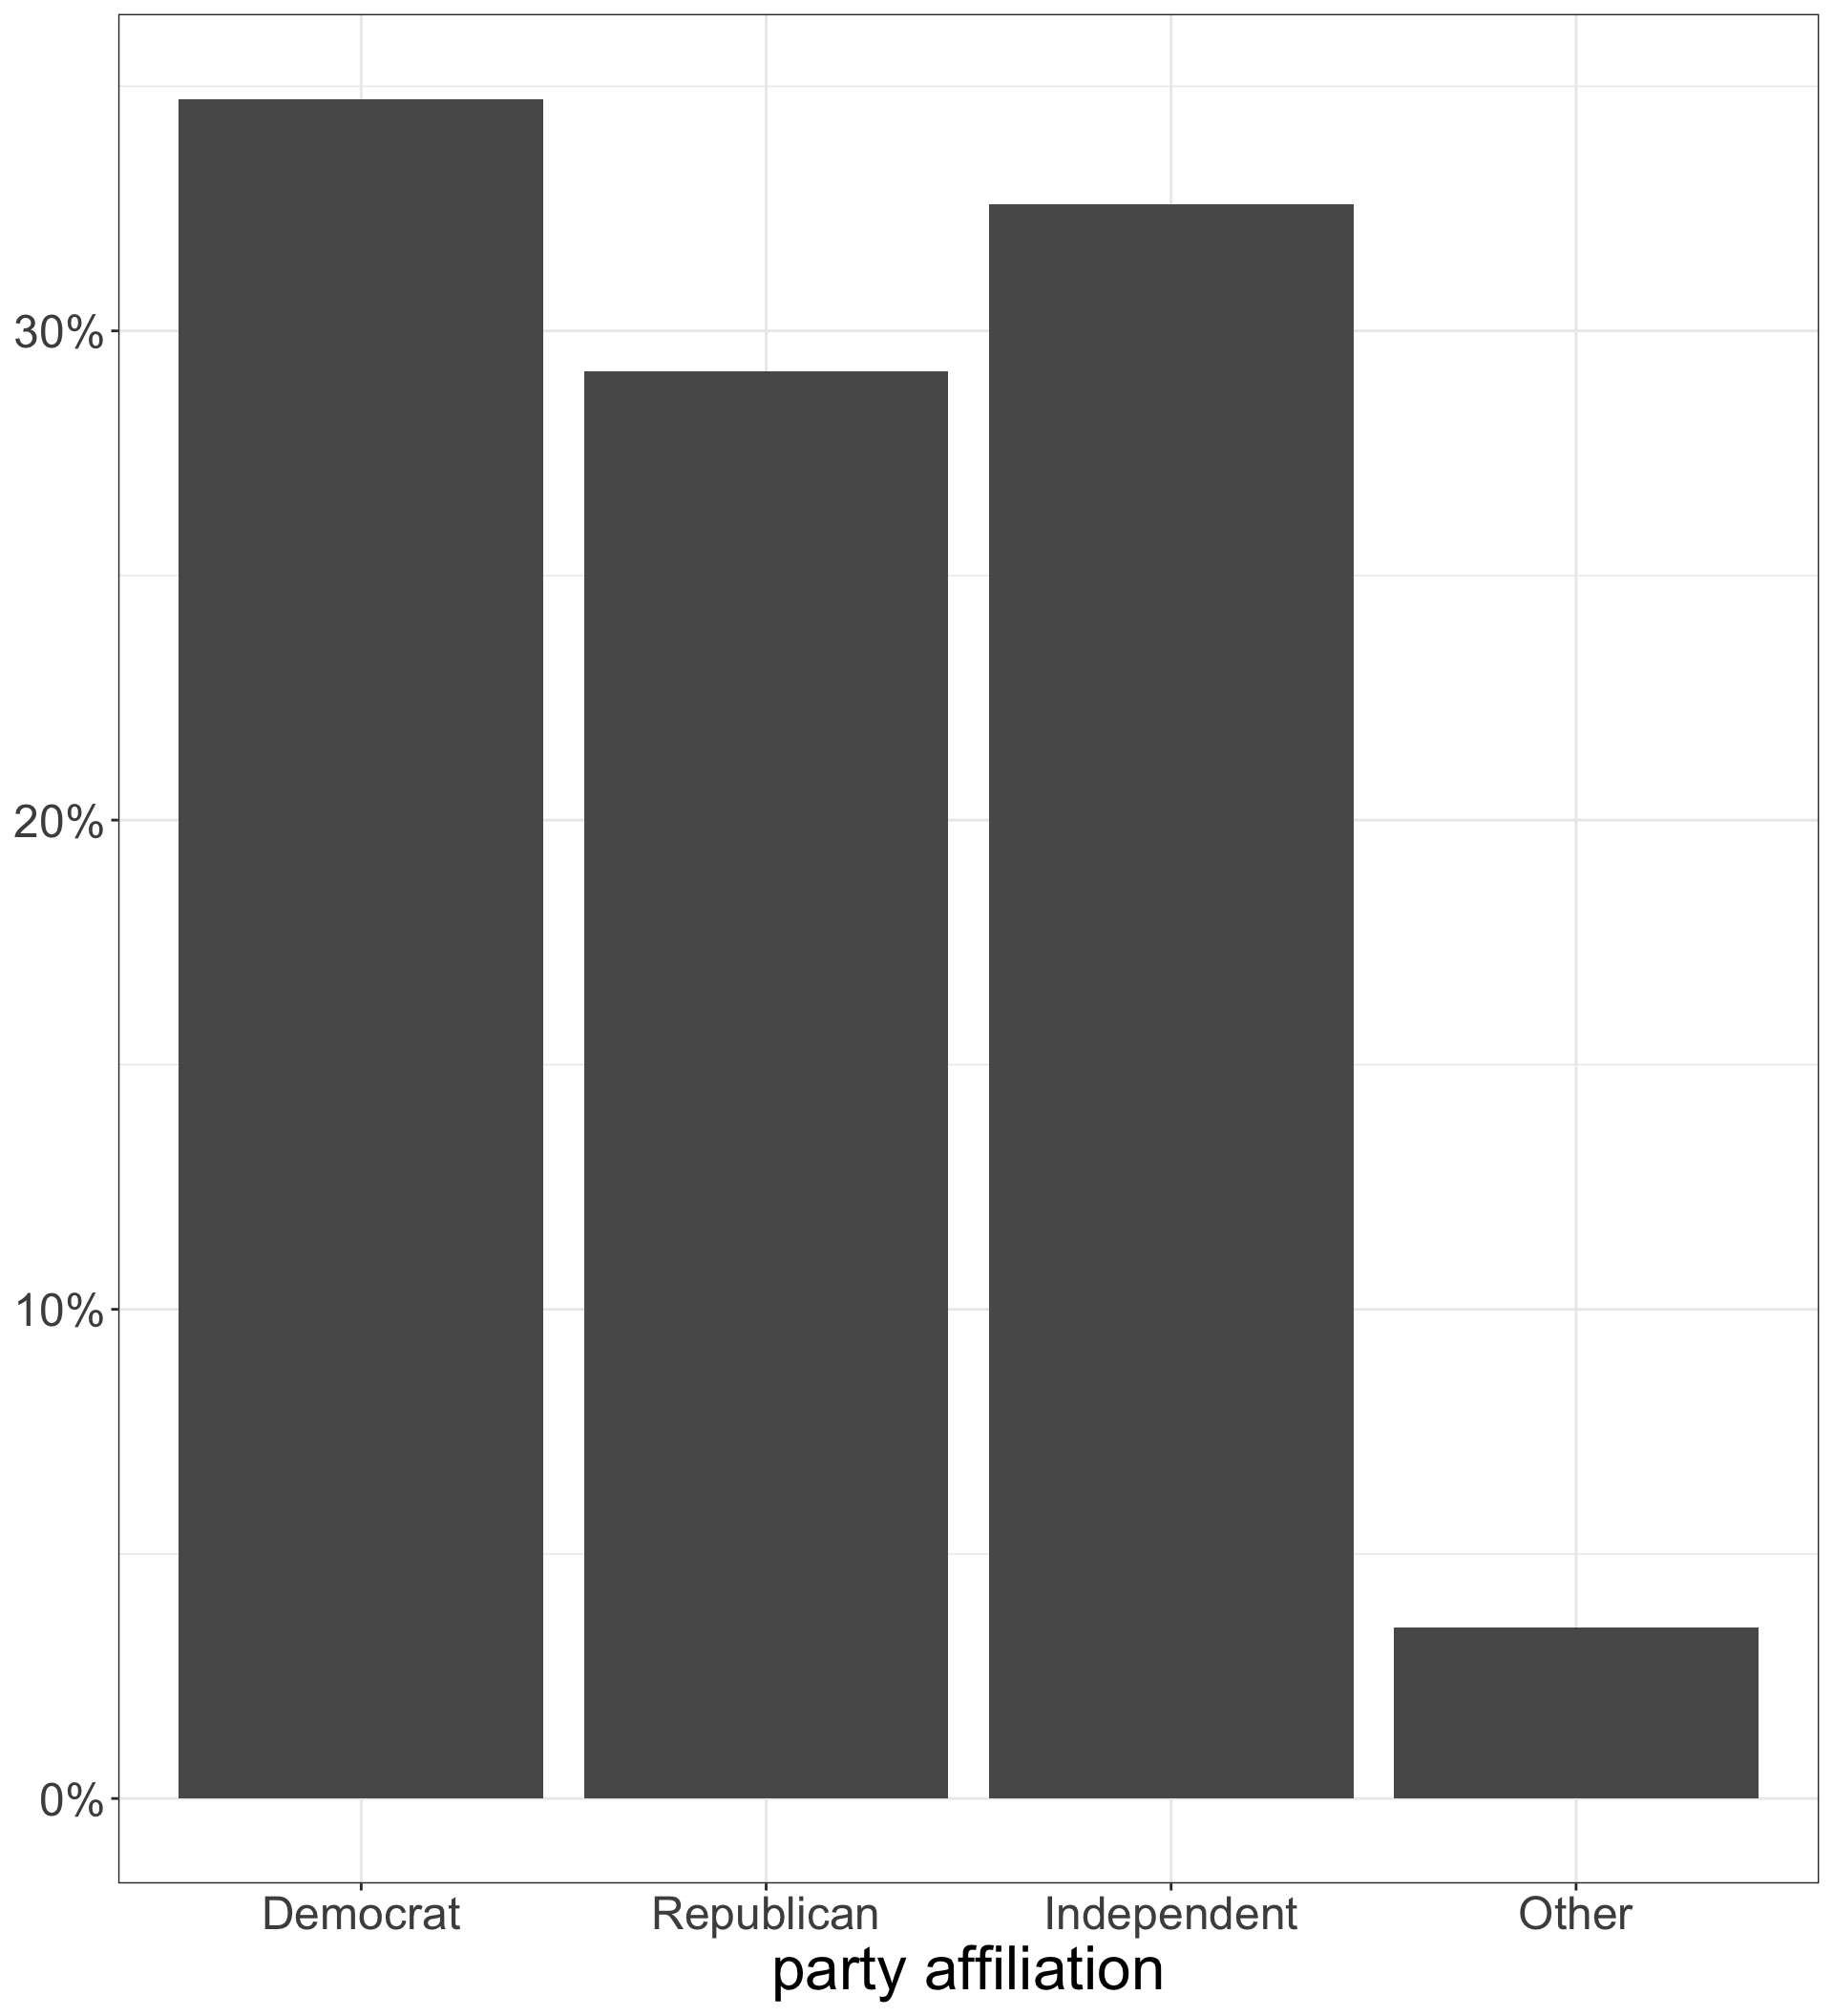 30%
20%
10%
0%
Democrat Republican Independent Other
party affiliation